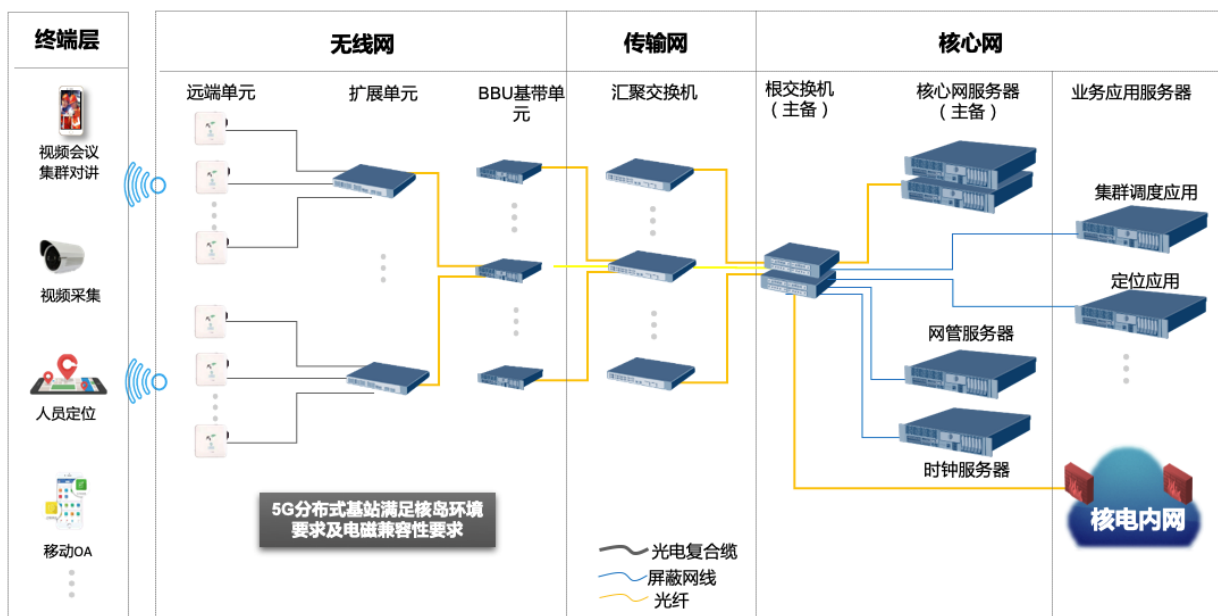 终端层
无线网
传输网
核心网
远端单元
扩展单元
BBU基带单
元
汇聚交换机
根交换机
（主备）
核心网服务器
（主备）
业务应用服务器
视频会议
集群对讲
视频采集
人员定位
移动OA
集群调度应用
定位应用
网管服务器
时钟服务器
核电内网
5G分布式基站满足核岛环境
要求及电磁兼容性要求
光电复合缆
屏蔽网线
光纤